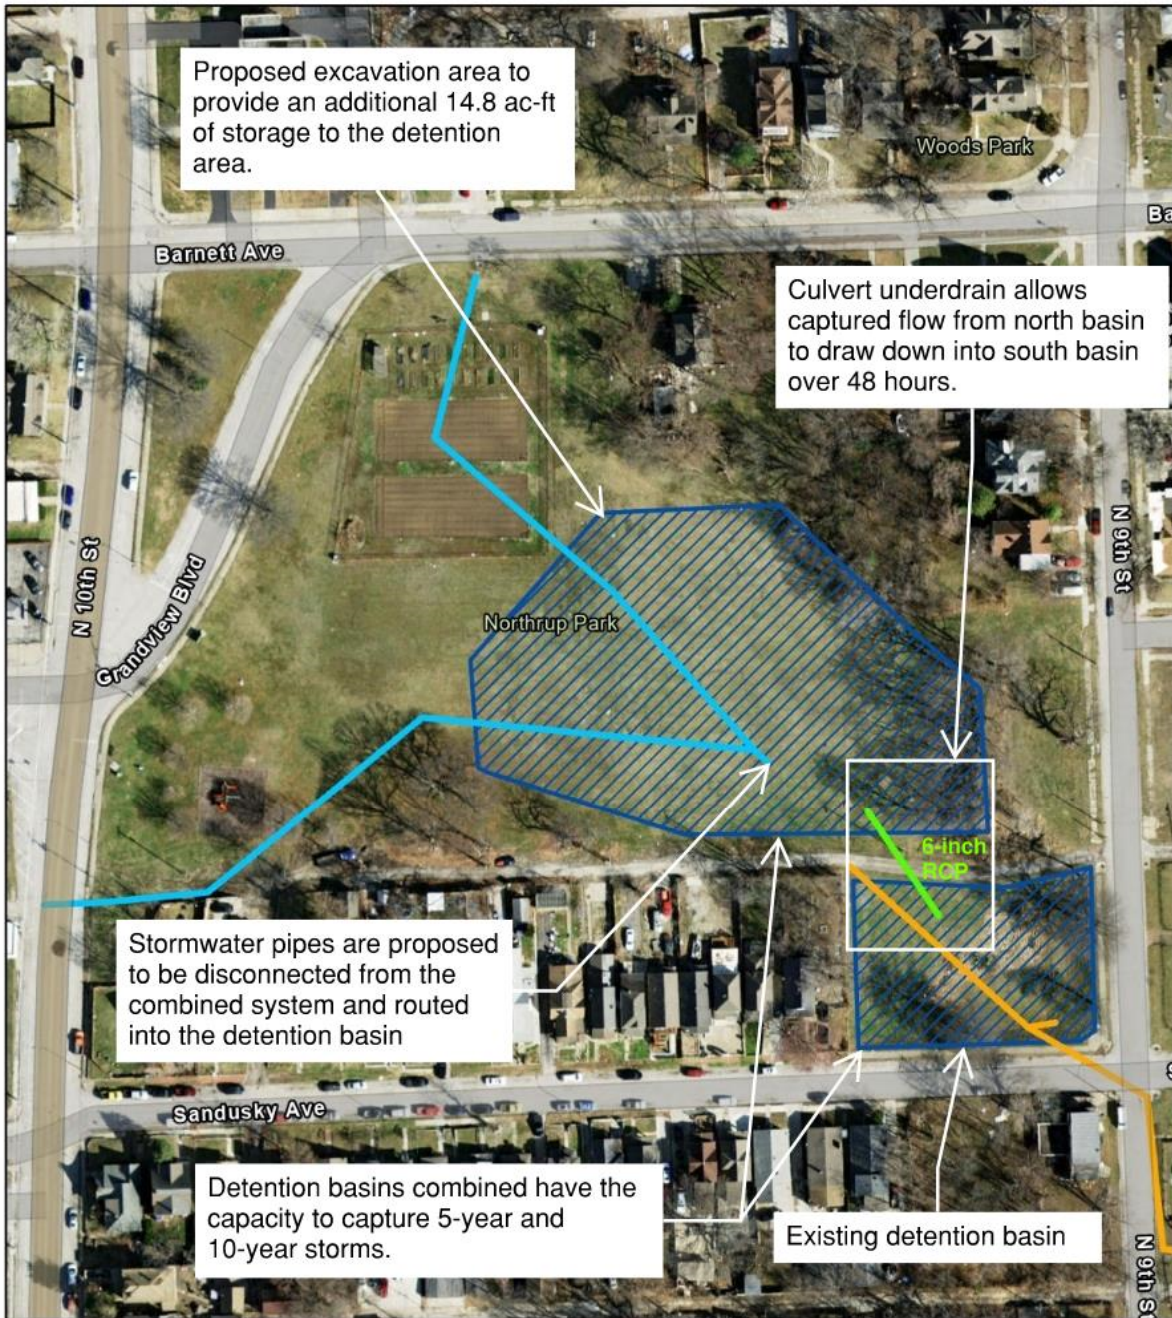 Proposed excavation area to
provide an additional 14.8 ac-ft
of storage to the detention
area.
Woods Park
Ba
Barnett Ave
Culvert underdrain allows
captured flow from north basin
to draw down into south basin
over 48 hours.
N 10th St
Grandview Blvd
N 9th St
Northrup Park
6-inch
RCP
Stormwater pipes are proposed
to be disconnected from the
combined system and routed
into the detention basin
Sandusky Ave
Detention basins combined have the
capacity to capture 5-year and
10-year storms.
Existing detention basin
N 9th St